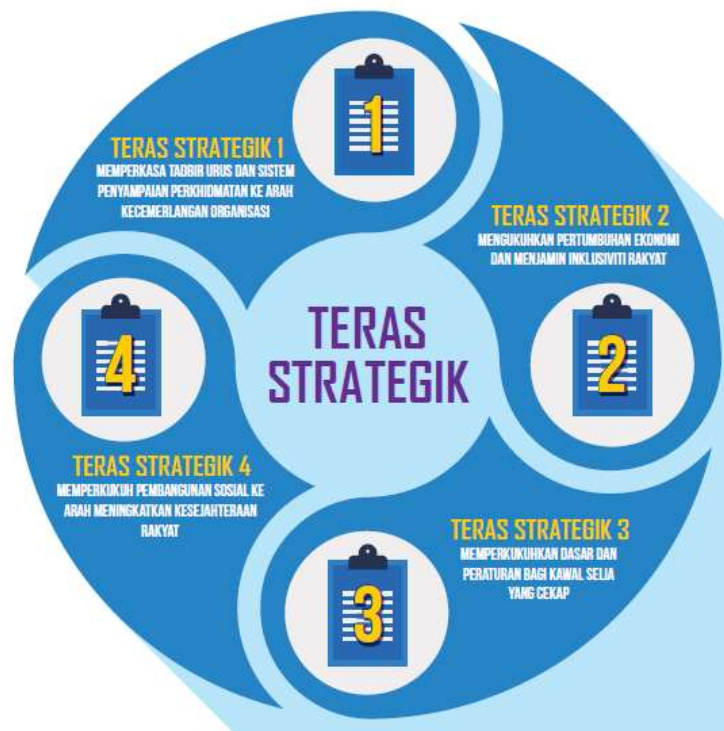 1
TERAS STRATEGIK 1
MEMPERKASA TADBIR URUS DAN SISTEM
PENYAMPAIAN PERKHIDMATAN KE ARAH
KECEMERLANGAN ORGANISASI
TERAS STRATEGIK 2
MENGUKUHKAN PERTUMBUHAN EKONOMI
DAN MENJAMIN INKLUSIVITI RAKYAT
2
TERAS
STRATEGIK
4
TERAS STRATEGIK 4
MEMPERKUKUH PEMBANGUNAN SOSIAL KE
ARAH MENINGKATKAN KESEJAHTERAAN
RAKYAT
TERAS STRATEGIK 3
MEMPERKUKUHKAN DASAR DAN
PERATURAN BAGI KAWAL SELIA
YANG CEKAP
3